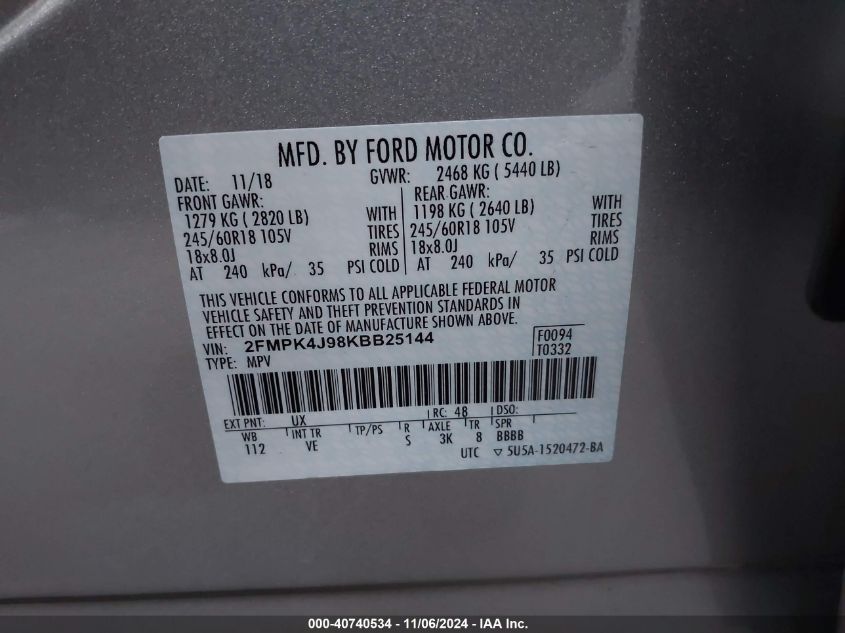 MFD. BY FORD MOTOR CO.
DATE: 11/18 GVWR: 2468 KG ( 5440 LB)
FRONT GAWR: REAR GAWR:
1279 KG ( 2820 LB) WITH 1198 KG ( 2640 LB) WITH
245/60R18 105V TIRES 245/60R18 105V TIRES
18x8.0J RIMS 18x8.0J RIMS
AT 240 kPa/ 35 PSI COLD AT 240 kPa/ 35 PSI COLD
THIS VEHICLE CONFORMS TO ALL APPLICABLE FEDERAL MOTOR
VEHICLE SAFETY AND THEFT PREVENTION STANDARDS IN
EFFECT ON THE DATE OF MANUFACTURE SHOWN ABOVE.
VIN: 2FMPK4J98KBB25144 F0094
TYPE: MPV T0332
EXT PNT: UX RC: 48 DSO:
WB INT TR TP/PS R AXLE TR SPR
112 VE S 3K 8 BBBB
UTC ▽ 5U5A-1520472-BA
000-40740534 - 11/06/2024 - IAA Inc.